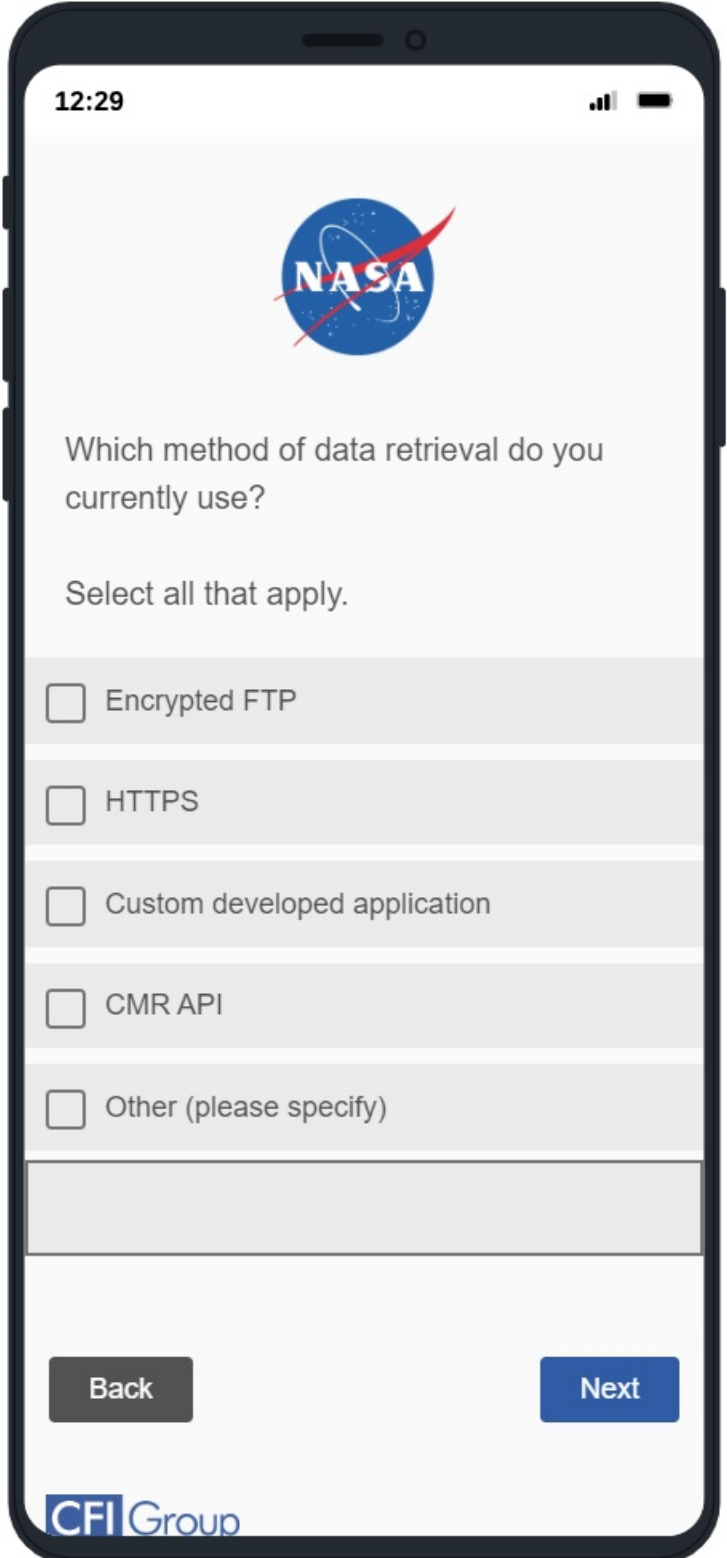 12:29
NASA
Which method of data retrieval do you
currently use?
Select all that apply.
Encrypted FTP
HTTPS
Custom developed application
CMR API
Other (please specify)
Back
Next
CFI Group